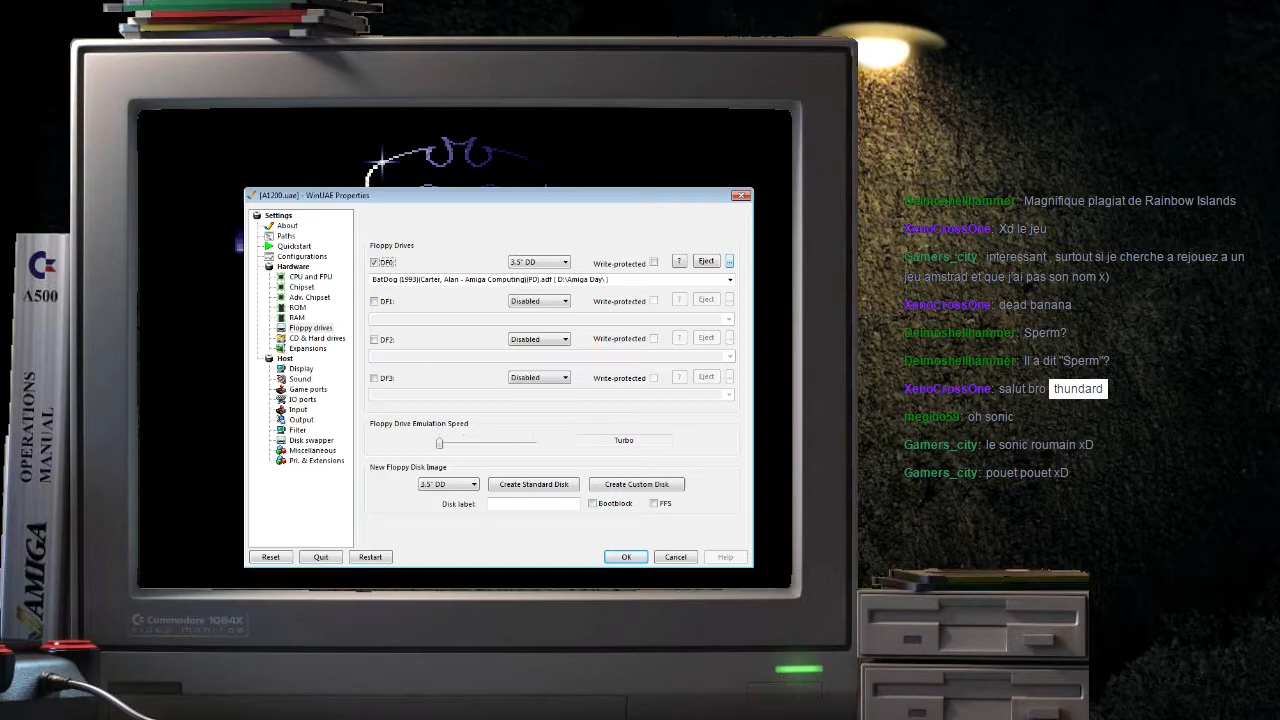 [A1200.uae] - WinUAE Properties
Settings
About
Paths
Quickstart
Configurations
Hardware
CPU and FPU
Chipset
Adv. Chipset
ROM
RAM
Floppy drives
CD & Hard drives
Expansions
Host
Display
Sound
Game ports
IO ports
Input
Output
Filter
Disk swapper
Miscellaneous
Pri. & Extensions
Floppy Drives
DF0: 3.5" DD Write-protected ? Eject ...
BatDog (1993)(Carter, Alan - Amiga Computing)(PD).adf { D:\Amiga Day\ }
DF1: Disabled Write-protected ? Eject ...
DF2: Disabled Write-protected ? Eject ...
DF3: Disabled Write-protected ? Eject ...
Floppy Drive Emulation Speed
Turbo
New Floppy Disk Image
3.5" DD Create Standard Disk Create Custom Disk
Disk label: Bootblock FFS
Reset Quit Restart OK Cancel Help
Deimoshellhammer: Magnifique plagiat de Rainbow Islands
XenoCrossOne: Xd le jeu
Gamers_city: interessant , surtout si je cherche a rejouez a un
jeu amstrad et que j'ai pas son nom x)
XenoCrossOne: dead banana
Deimoshellhammer: Sperm?
Deimoshellhammer: Il a dit "Sperm"?
XenoCrossOne: salut bro thundard
megido59: oh sonic
Gamers_city: le sonic roumain xD
Gamers_city: pouet pouet xD
A500
OPERATIONS
MANUAL
AMIGA
Commodore 1084X
video monitor